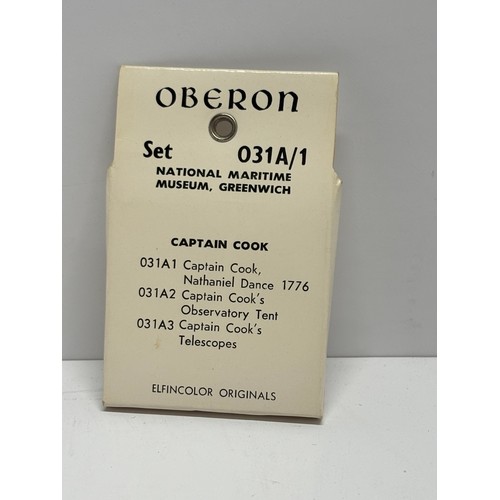 OBERON
Set 031A/1
NATIONAL MARITIME
MUSEUM, GREENWICH
CAPTAIN COOK
031A1 Captain Cook,
Nathaniel Dance 1776
031A2 Captain Cook's
Observatory Tent
031A3 Captain Cook's
Telescopes
ELFINCOLOR ORIGINALS